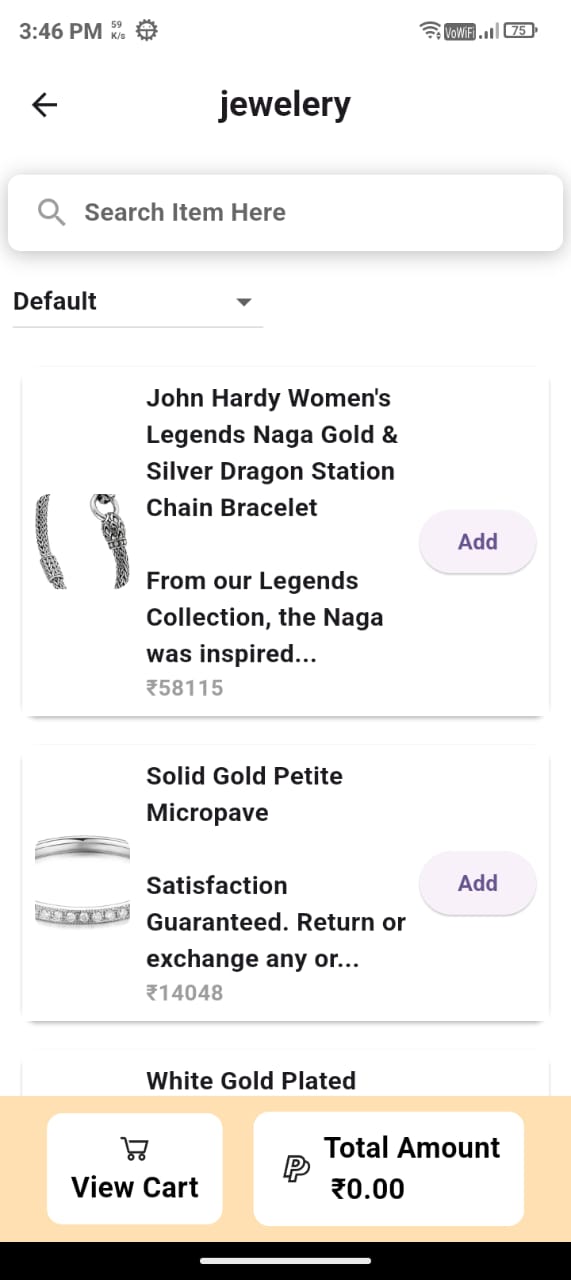 3:46 PM 59 K/s VoWiFi 75
jewelery
Search Item Here
Default
John Hardy Women's
Legends Naga Gold &
Silver Dragon Station
Chain Bracelet
From our Legends
Collection, the Naga
was inspired...
₹58115
Add
Solid Gold Petite
Micropave
Satisfaction
Guaranteed. Return or
exchange any or...
₹14048
Add
White Gold Plated
View Cart
Total Amount
₹0.00